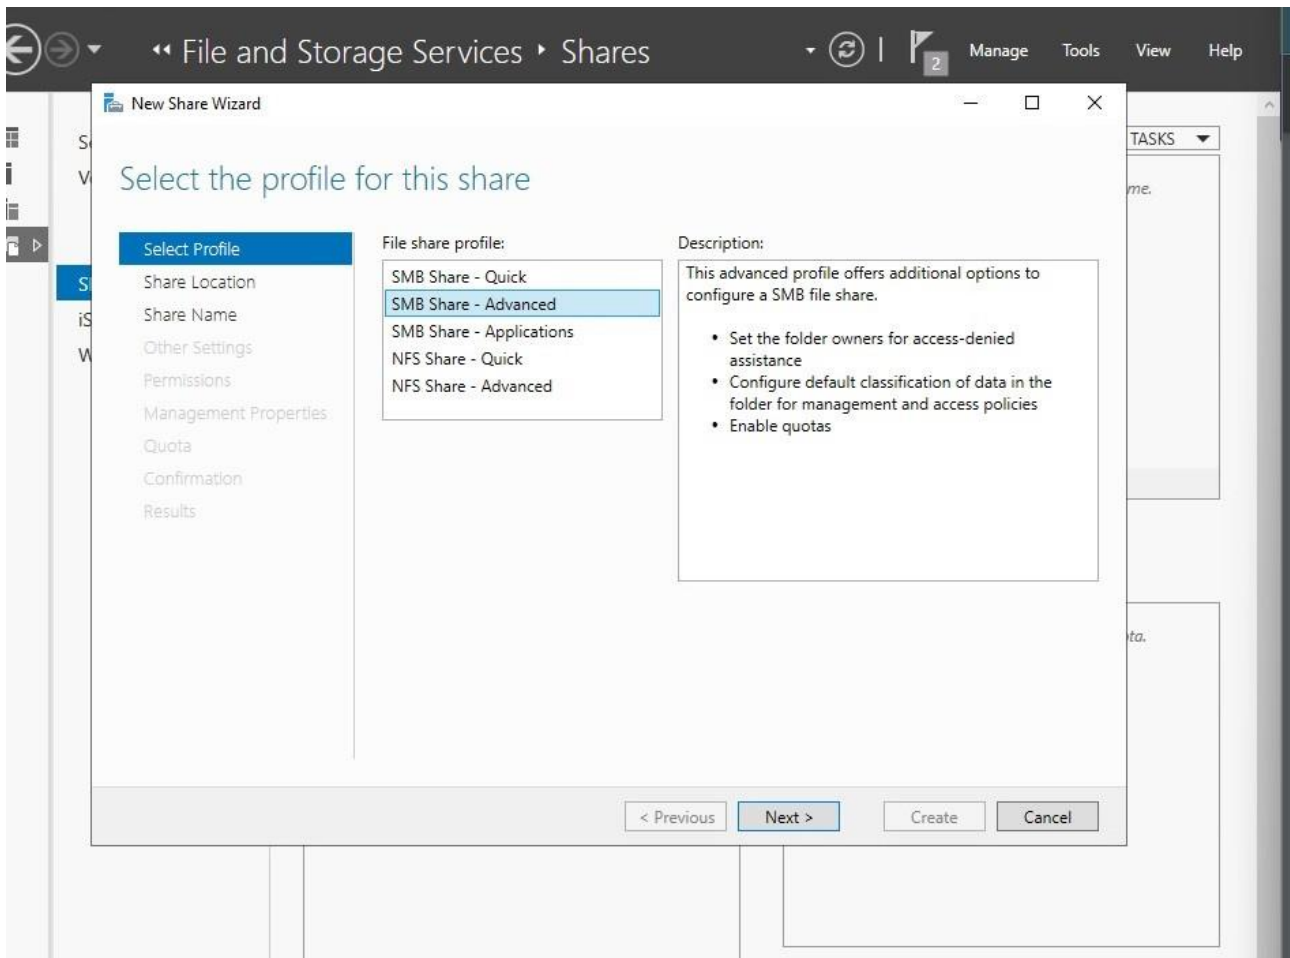 File and Storage Services ‣ Shares
2
Manage Tools View Help
New Share Wizard
TASKS
me.
Select the profile for this share
Select Profile
Share Location
Share Name
Other Settings
Permissions
Management Properties
Quota
Confirmation
Results
File share profile:
SMB Share - Quick
SMB Share - Advanced
SMB Share - Applications
NFS Share - Quick
NFS Share - Advanced
Description:
This advanced profile offers additional options to
configure a SMB file share.
• Set the folder owners for access-denied
assistance
• Configure default classification of data in the
folder for management and access policies
• Enable quotas
< Previous Next > Create Cancel